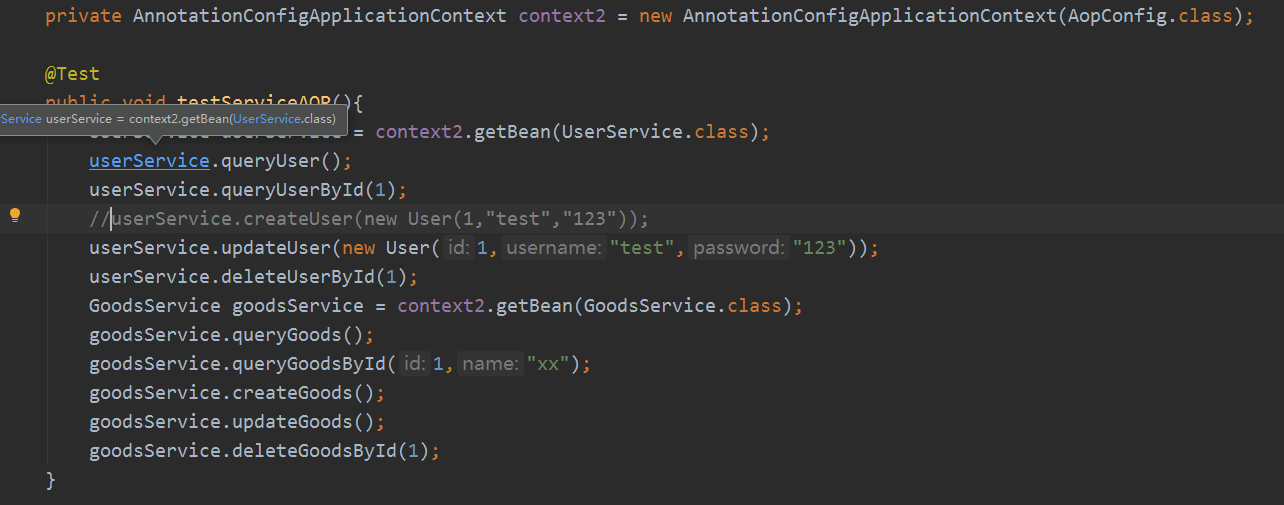 private AnnotationConfigApplicationContext context2 = new AnnotationConfigApplicationContext(AopConfig.class);
@Test
public void testServiceAOP(){
Service userService = context2.getBean(UserService.class)
= context2.getBean(UserService.class);
userService.queryUser();
userService.queryUserById(1);
//userService.createUser(new User(1,"test","123"));
userService.updateUser(new User( id: 1, username: "test", password: "123"));
userService.deleteUserById(1);
GoodsService goodsService = context2.getBean(GoodsService.class);
goodsService.queryGoods();
goodsService.queryGoodsById( id: 1, name: "xx");
goodsService.createGoods();
goodsService.updateGoods();
goodsService.deleteGoodsById(1);
}